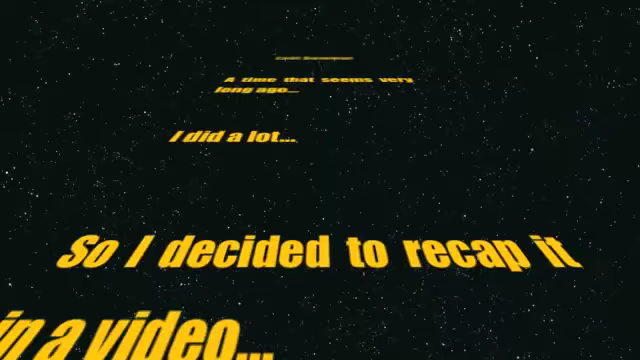 A time that seems very
long ago...
I did a lot...
So I decided to recap it
in a video...